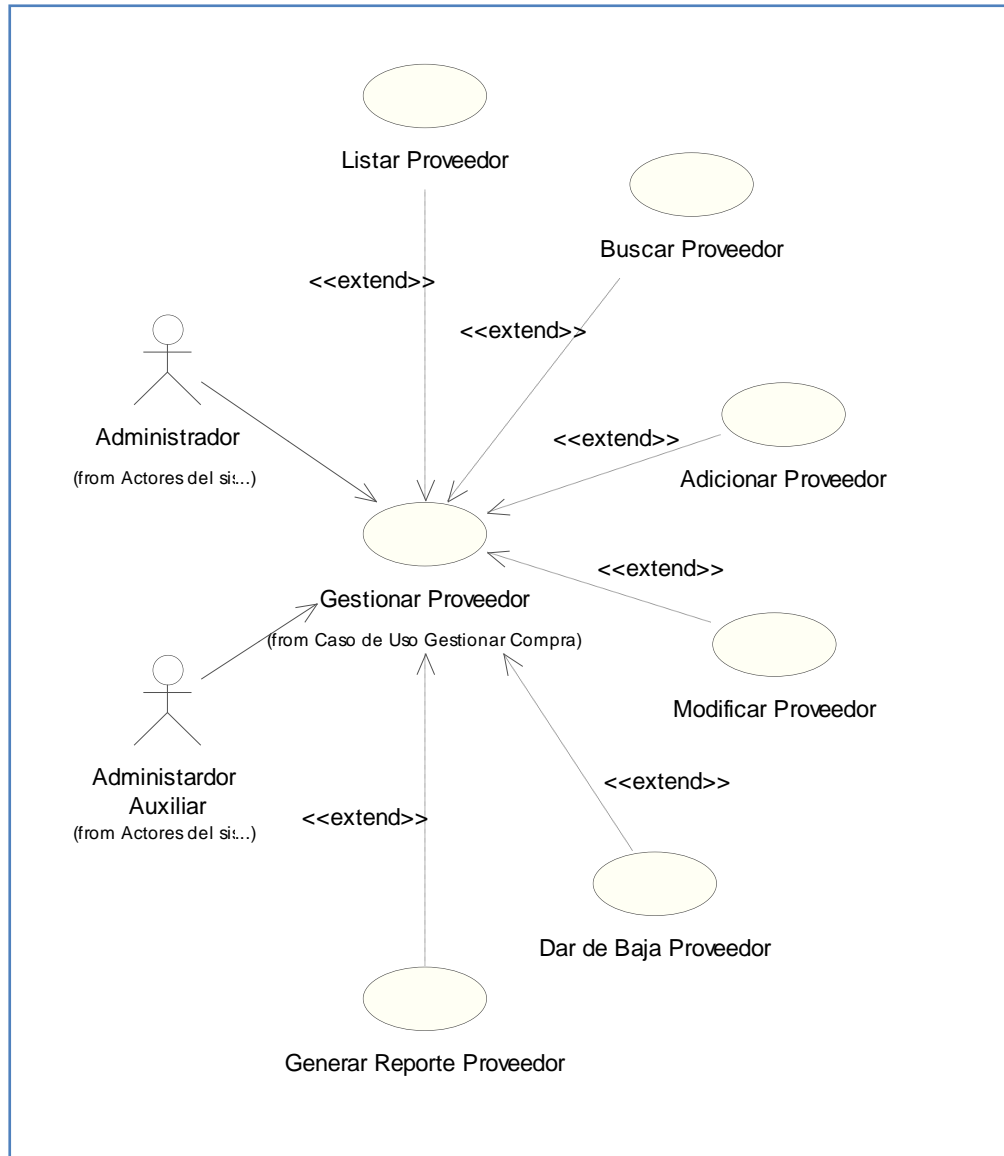 Listar Proveedor
Buscar Proveedor
<<extend>>
<<extend>>
Administrador
(from Actores del sis...)
<<extend>>
Adicionar Proveedor
<<extend>>
Gestionar Proveedor
(from Caso de Uso Gestionar Compra)
Modificar Proveedor
Administardor
Auxiliar
(from Actores del sis...)
<<extend>>
<<extend>>
Dar de Baja Proveedor
Generar Reporte Proveedor